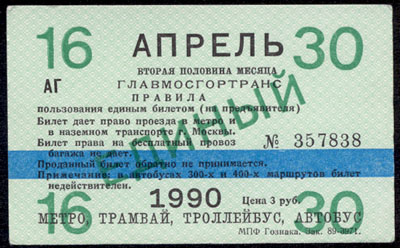 16 АПРЕЛЬ 30
ВТОРАЯ ПОЛОВИНА МЕСЯЦА
АГ ГЛАВМОСГОРТРАНС
ПРАВИЛА
пользования единым билетом (на предъявителя)
Билет дает право проезда в метро и
в наземном транспорте г. Москвы.
Билет права на бесплатный провоз
багажа не дает.
№ 357838
Проданный билет обратно не принимается.
Примечание: в автобусах 300-х и 400-х маршрутов билет
недействителен.
ЕДИНЫЙ
16 1990 Цена 3 руб. 30
МЕТРО, ТРАМВАЙ, ТРОЛЛЕЙБУС, АВТОБУС
МПФ Гознака. Зак. 89-3971.